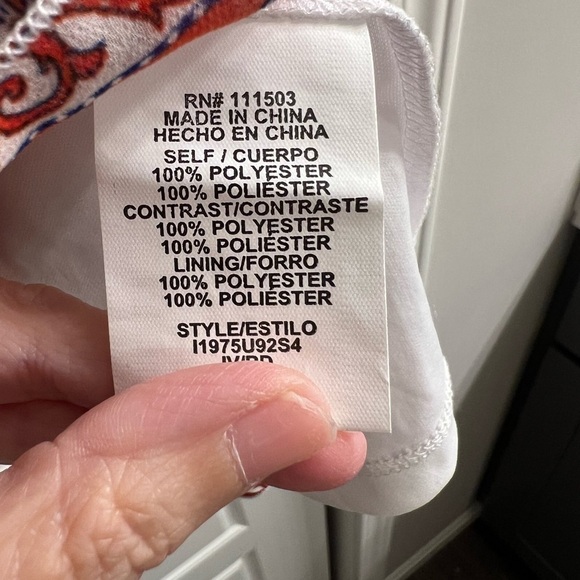 RN# 111503
MADE IN CHINA
HECHO EN CHINA
SELF / CUERPO
100% POLYESTER
100% POLIÉSTER
CONTRAST/CONTRASTE
100% POLYESTER
100% POLIÉSTER
LINING/FORRO
100% POLYESTER
100% POLIÉSTER
STYLE/ESTILO
I1975U92S4